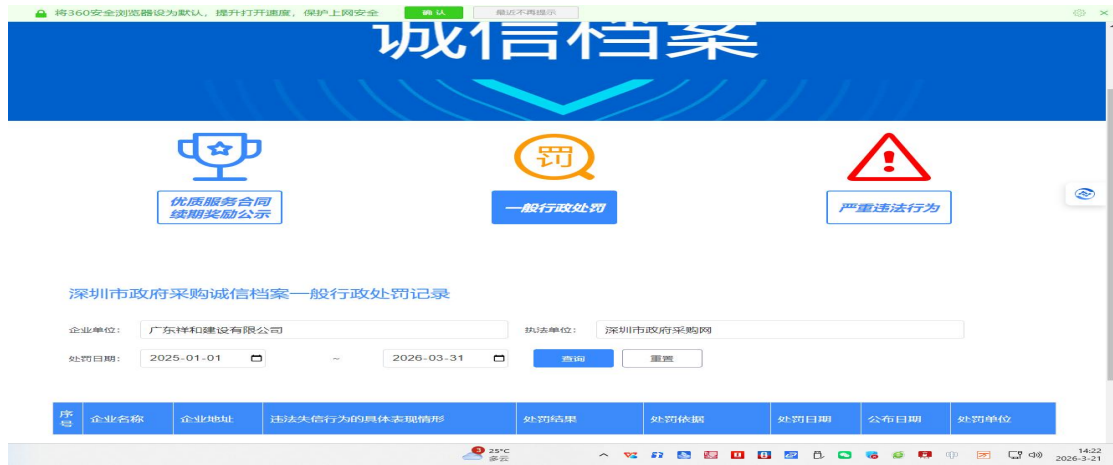 将360安全浏览器设为默认，提升打开速度，保护上网安全 确认 最近不再提示
诚信档案
罚
优质服务合同
续期奖励公示
一般行政处罚
严重违法行为
深圳市政府采购诚信档案一般行政处罚记录
企业单位： 广东祥和建设有限公司 执法单位： 深圳市政府采购网
处罚日期： 2025-01-01 ~ 2026-03-31 查询 重置
序号 企业名称 企业地址 违法失信行为的具体表现情形 处罚结果 处罚依据 处罚日期 公布日期 处罚单位
3 25°C
多云
14:22
2026-3-21